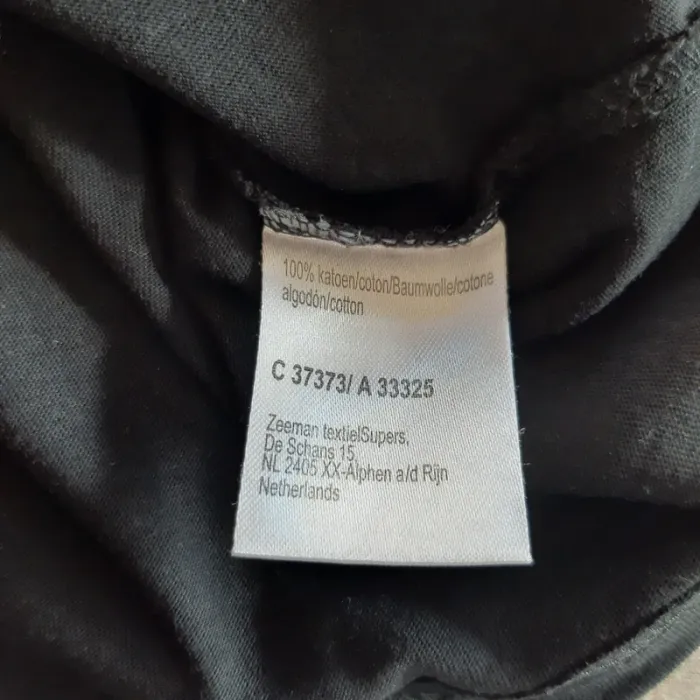 100% katoen/coton/Baumwolle/cotone
algodón/cotton
C 37373/ A 33325
Zeeman textielSupers,
De Schans 15,
NL 2405 XX-Alphen a/d Rijn
Netherlands